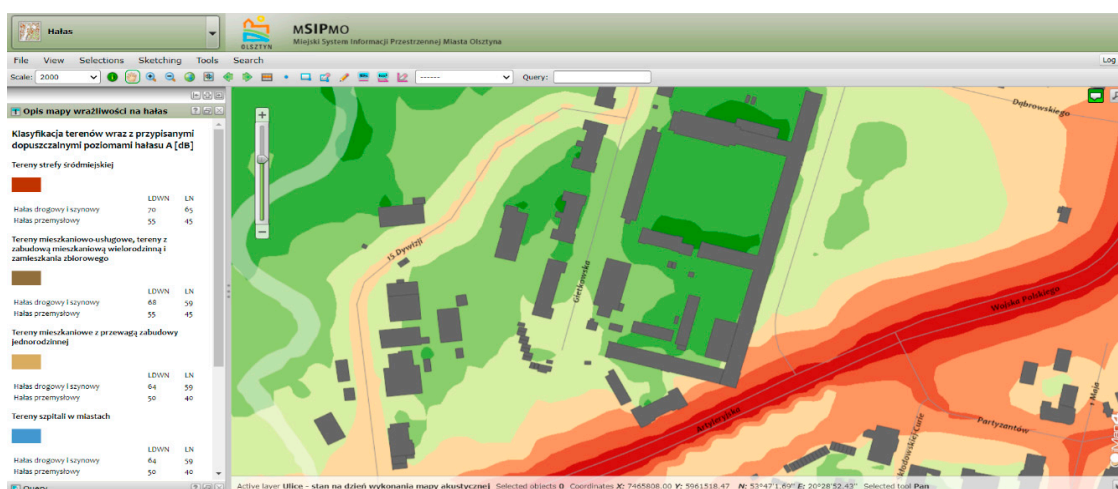 Hałas
OLSZTYN
MSIPMO
Miejski System Informacji Przestrzennej Miasta Olsztyna
File View Selections Sketching Tools Search
Log
Scale: 2000
------
Query:
Opis mapy wrażliwości na hałas
Klasyfikacja terenów wraz z przypisanymi
dopuszczalnymi poziomami hałasu A [dB]
Tereny strefy śródmiejskiej
LDWN LN
Hałas drogowy i szynowy 70 65
Hałas przemysłowy 55 45
Tereny mieszkaniowo-usługowe, tereny z
zabudową mieszkaniową wielorodzinną i
zamieszkania zbiorowego
LDWN LN
Hałas drogowy i szynowy 68 59
Hałas przemysłowy 55 45
Tereny mieszkaniowe z przewagą zabudowy
jednorodzinnej
LDWN LN
Hałas drogowy i szynowy 64 59
Hałas przemysłowy 50 40
Tereny szpitali w miastach
LDWN LN
Hałas drogowy i szynowy 64 59
Hałas przemysłowy 50 40
Query
Dąbrowskiego
15 Dywizji
Gietkowska
Wojska Polskiego
Artyleryjska
Partyzantów
1 Maja
skłodowskiej-Curie
Active layer Ulice - stan na dzień wykonania mapy akustycznej Selected objects 0 Coordinates X: 7465808.00 Y: 5961518.47 N: 53°47'1.69" E: 20°28'52.43" Selected tool Pan